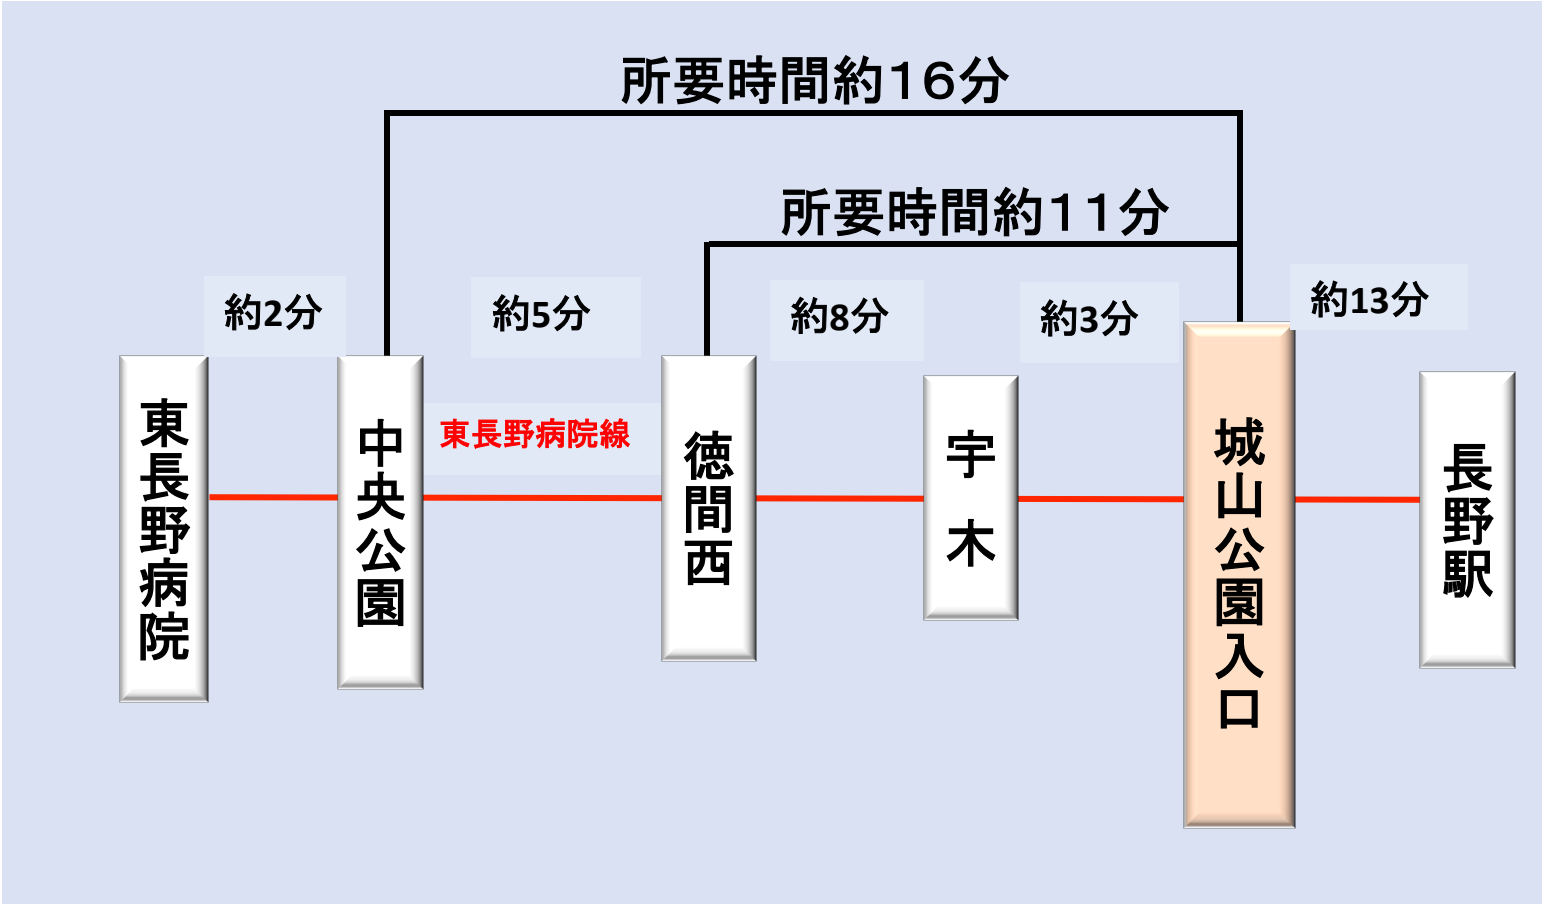 所要時間約１６分
所要時間約１１分
約2分
約5分
約8分
約3分
約13分
東長野病院線
東長野病院
中央公園
徳間西
宇木
城山公園入口
長野駅